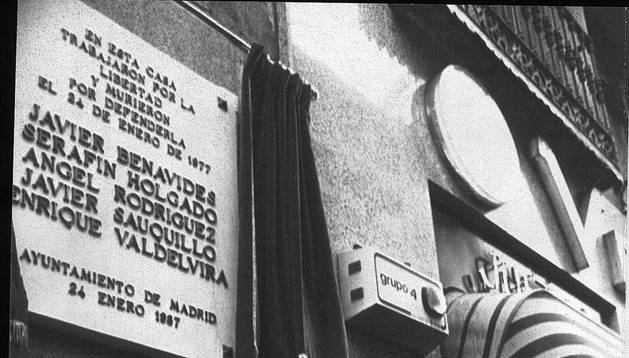 EN ESTA CASA
TRABAJARON POR LA
LIBERTAD
Y MURIERON
POR DEFENDERLA
EL 24 DE ENERO DE 1977
JAVIER BENAVIDES
SERAFIN HOLGADO
ANGEL RODRIGUEZ
JAVIER SAUQUILLO
ENRIQUE VALDELVIRA
AYUNTAMIENTO DE MADRID
24 ENERO 1987
grupo 4